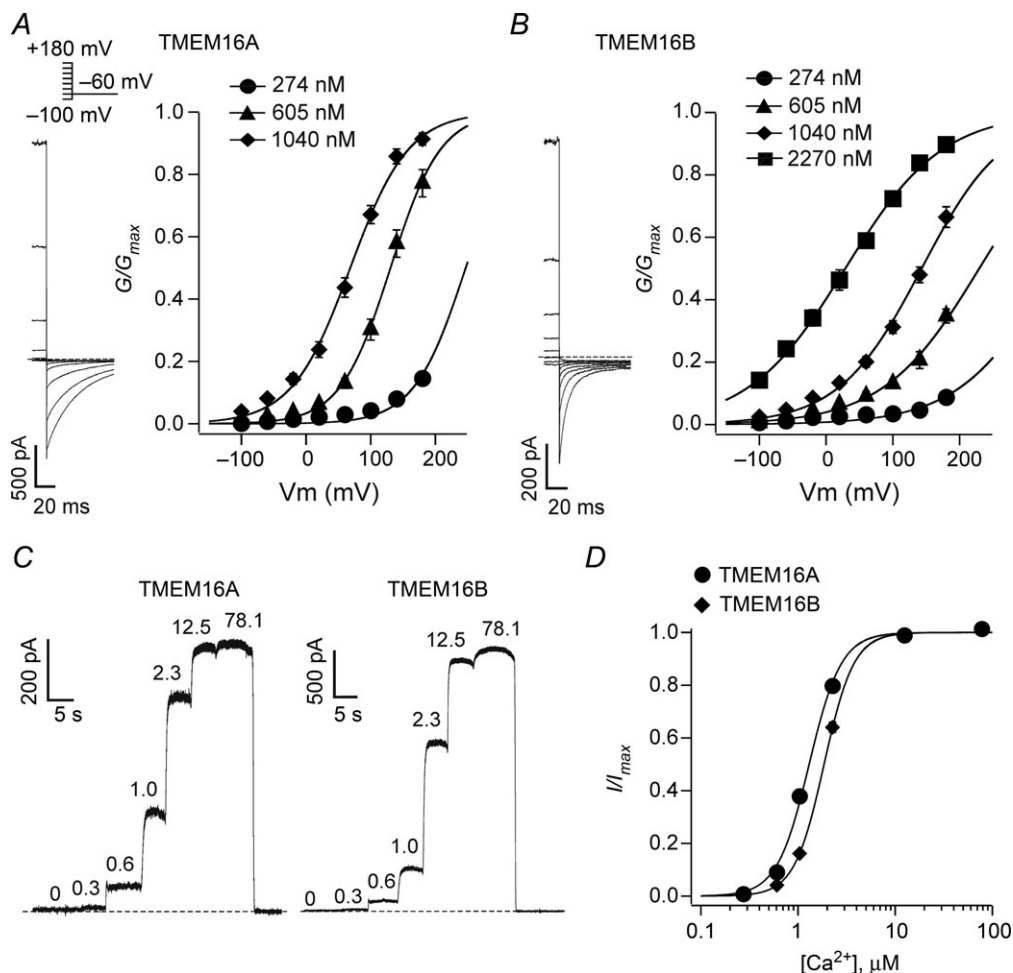 A
TMEM16A
+180 mV
−60 mV
−100 mV
274 nM
605 nM
1040 nM
1.0
0.8
0.6
0.4
0.2
0.0
G/Gmax
−100
0
100
200
Vm (mV)
500 pA
20 ms
B
TMEM16B
274 nM
605 nM
1040 nM
2270 nM
1.0
0.8
0.6
0.4
0.2
0.0
G/Gmax
−100
0
100
200
Vm (mV)
200 pA
20 ms
C
TMEM16A
200 pA
5 s
0
0.3
0.6
1.0
2.3
12.5
78.1
TMEM16B
500 pA
5 s
0
0.3
0.6
1.0
2.3
12.5
78.1
D
TMEM16A
TMEM16B
1.0
0.8
0.6
0.4
0.2
0.0
I/Imax
0.1
1
10
100
[Ca²⁺], µM